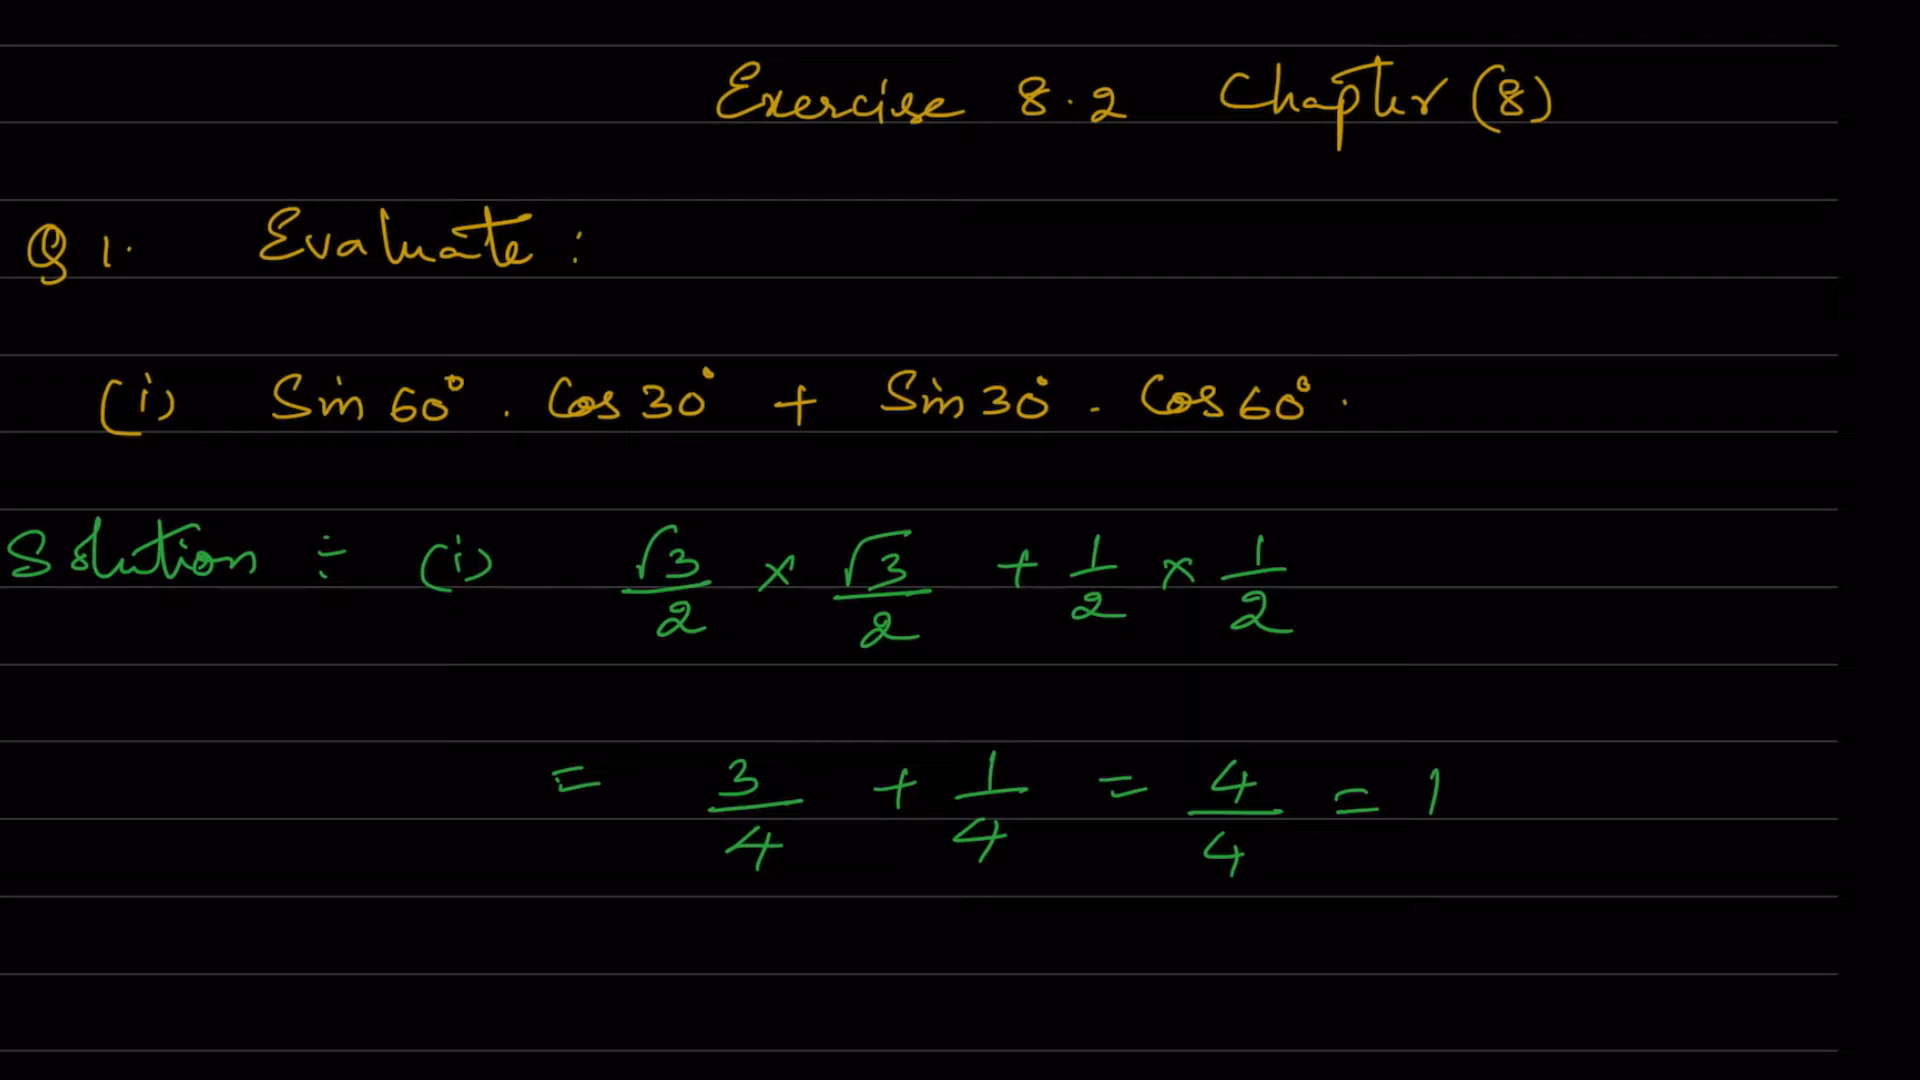 Exercise 8.2 Chapter (8)
Q 1. Evaluate :
(i) Sin 60° . Cos 30° + Sin 30° . Cos 60° .
Solution ÷ (i) √3/2 × √3/2 + 1/2 × 1/2
= 3/4 + 1/4 = 4/4 = 1